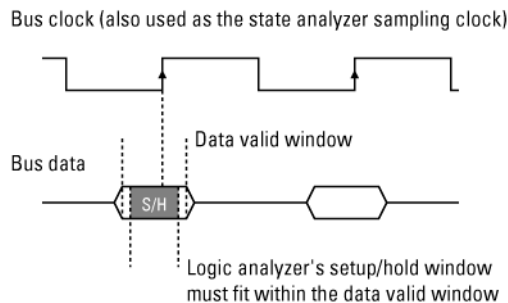 Bus clock (also used as the state analyzer sampling clock)
Data valid window
Bus data
S/H
Logic analyzer's setup/hold window
must fit within the data valid window